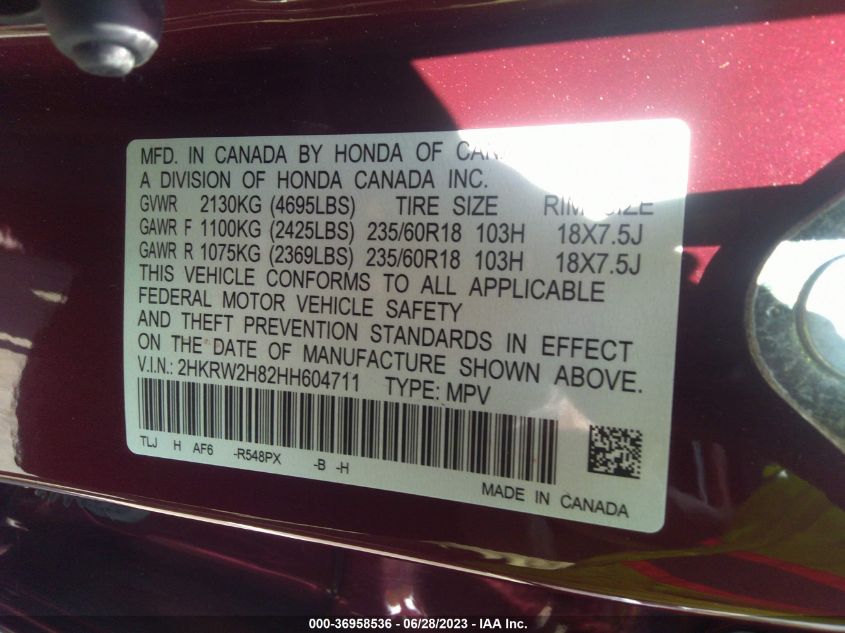 MFD. IN CANADA BY HONDA OF
A DIVISION OF HONDA CANADA INC.
GVWR 2130KG (4695LBS) TIRE SIZE RIM SIZE
GAWR F 1100KG (2425LBS) 235/60R18 103H 18X7.5J
GAWR R 1075KG (2369LBS) 235/60R18 103H 18X7.5J
THIS VEHICLE CONFORMS TO ALL APPLICABLE
FEDERAL MOTOR VEHICLE SAFETY
AND THEFT PREVENTION STANDARDS IN EFFECT
ON THE DATE OF MANUFACTURE SHOWN ABOVE.
V.I.N.: 2HKRW2H82HH604711 TYPE: MPV
TLJ H AF6 -R548PX -B -H
MADE IN CANADA
000-36958536 - 06/28/2023 - IAA Inc.